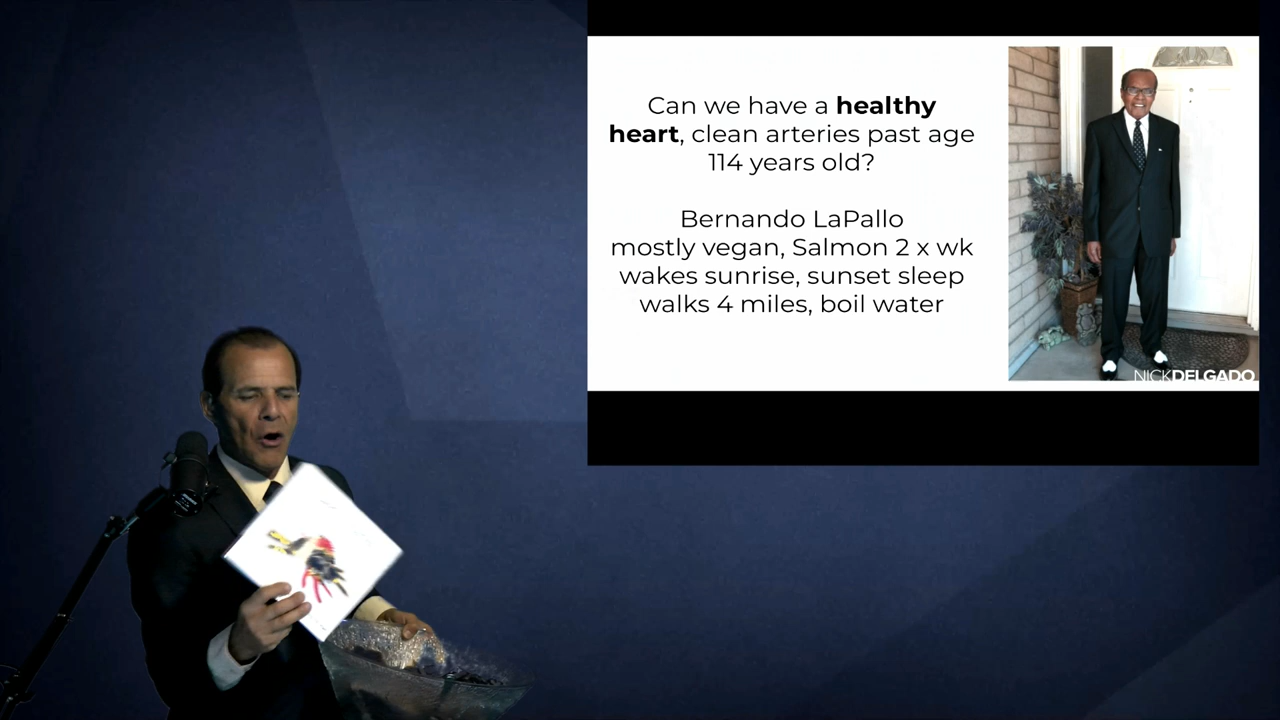 Can we have a healthy
heart, clean arteries past age
114 years old?
Bernando LaPallo
mostly vegan, Salmon 2 x wk
wakes sunrise, sunset sleep
walks 4 miles, boil water
NICKDELGADO